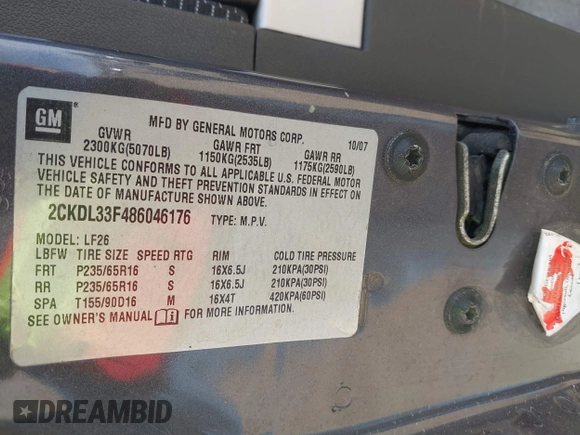 GM
MFD BY GENERAL MOTORS CORP. 10/07
GVWR GAWR FRT GAWR RR
2300KG(5070LB) 1150KG(2535LB) 1175KG(2590LB)
THIS VEHICLE CONFORMS TO ALL APPLICABLE U.S. FEDERAL MOTOR
VEHICLE SAFETY AND THEFT PREVENTION STANDARDS IN EFFECT ON
THE DATE OF MANUFACTURE SHOWN ABOVE.
2CKDL33F486046176 TYPE: M.P.V.
MODEL: LF26
LBFW TIRE SIZE SPEED RTG RIM COLD TIRE PRESSURE
FRT P235/65R16 S 16X6.5J 210KPA(30PSI)
RR P235/65R16 S 16X6.5J 210KPA(30PSI)
SPA T155/90D16 M 16X4T 420KPA(60PSI)
SEE OWNER'S MANUAL FOR MORE INFORMATION.
DREAMBID